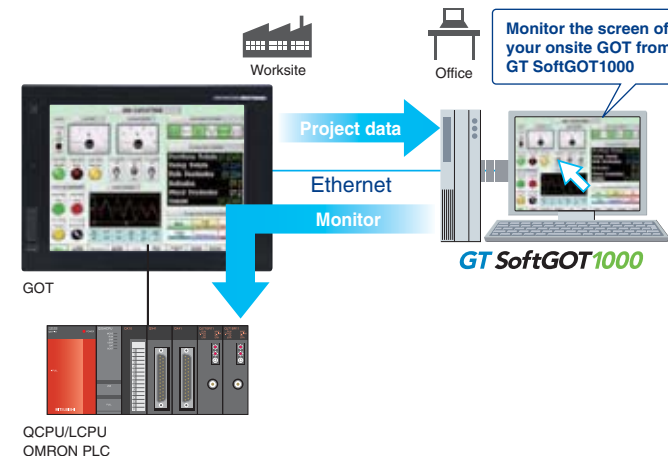 Worksite
Office
Monitor the screen of
your onsite GOT from
GT SoftGOT1000
Project data
Ethernet
Monitor
GT SoftGOT1000
GOT
QCPU/LCPU
OMRON PLC